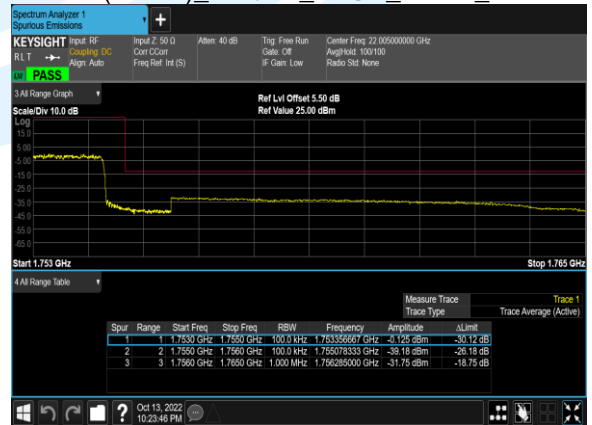 Spectrum Analyzer 1
Spurious Emissions
KEYSIGHT Input: RF Input Z: 50 Ω Atten: 40 dB Trig: Free Run Center Freq: 22.005000000 GHz
RLT Coupling: DC Corr CCorr Gate: Off Avg|Hold: 100/100
Align: Auto Freq Ref: Int (S) IF Gain: Low Radio Std: None
PASS
3 All Range Graph
Ref Lvl Offset 5.50 dB
Scale/Div 10.0 dB Ref Value 25.00 dBm
Log
15.0
5.00
-5.00
-15.0
-25.0
-35.0
-45.0
-55.0
-65.0
Start 1.753 GHz Stop 1.765 GHz
4 All Range Table
Measure Trace Trace 1
Trace Type Trace Average (Active)
Spur Range Start Freq Stop Freq RBW Frequency Amplitude ΔLimit
1 1 1.7530 GHz 1.7550 GHz 100.0 kHz 1.753356667 GHz -0.125 dBm -30.12 dB
2 2 1.7550 GHz 1.7560 GHz 100.0 kHz 1.755078333 GHz -39.18 dBm -26.18 dB
3 3 1.7560 GHz 1.7650 GHz 1.000 MHz 1.756285000 GHz -31.75 dBm -18.75 dB
Oct 13, 2022
10:23:46 PM